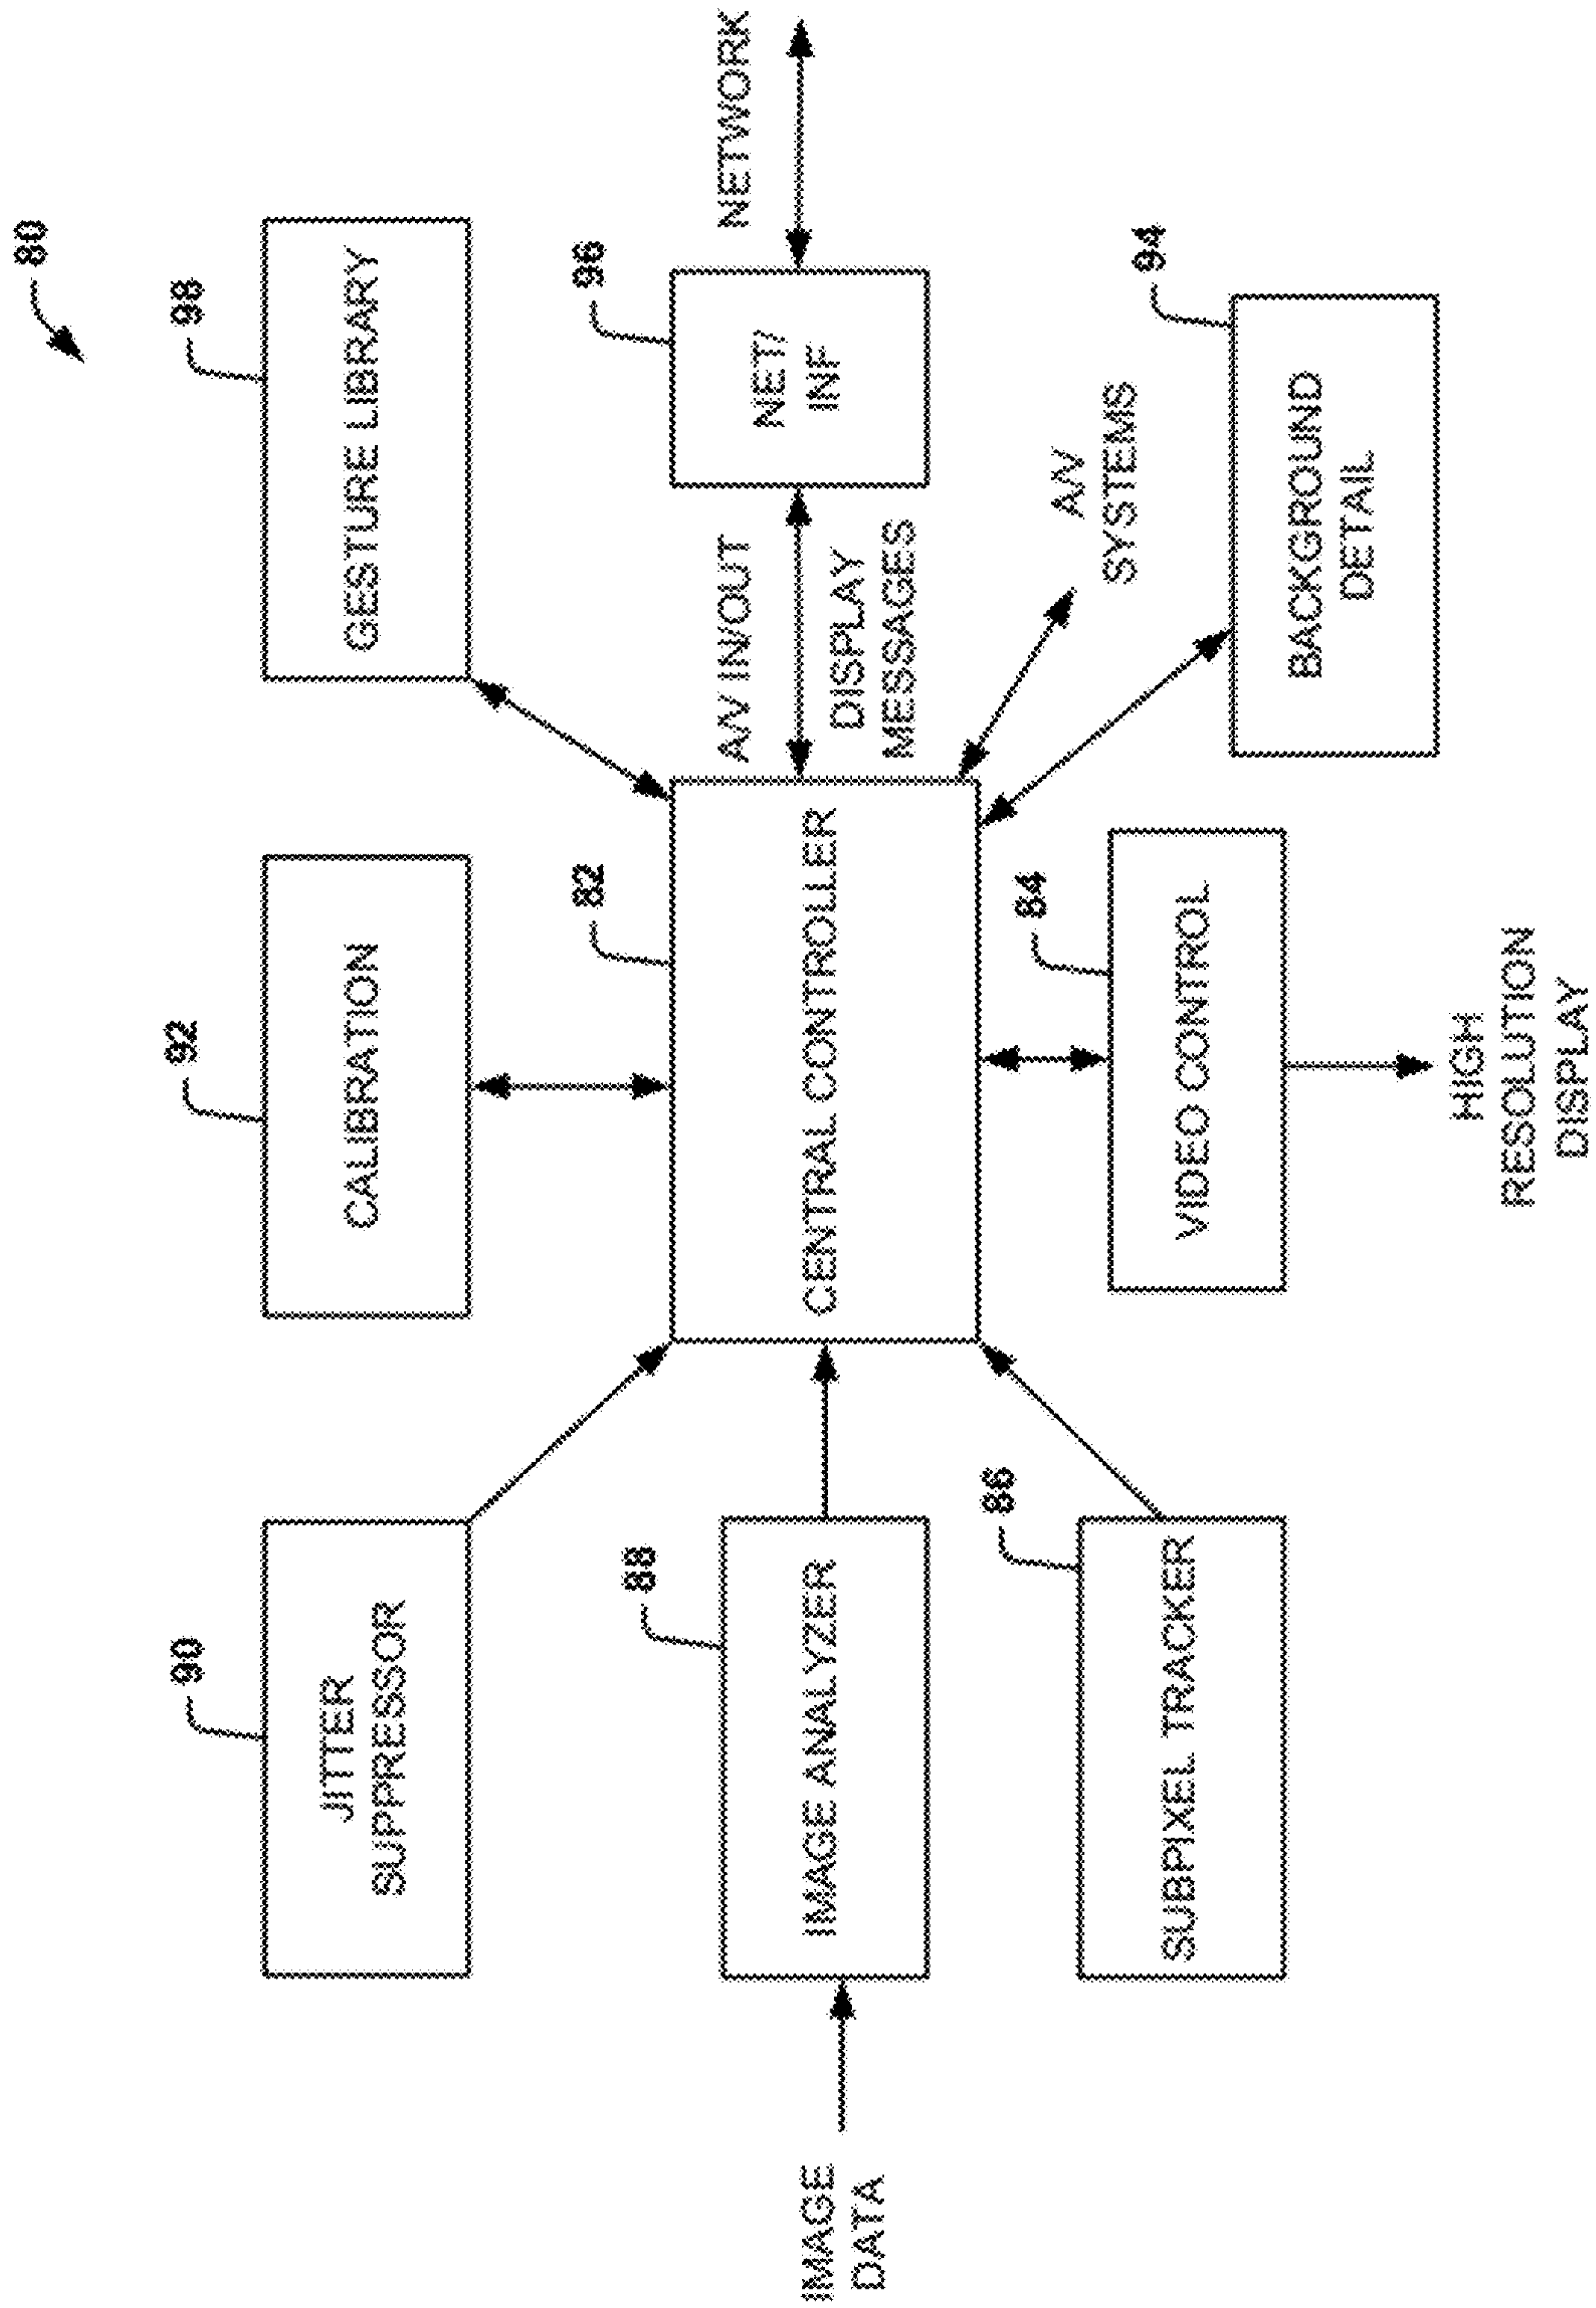 80
90
JITTER
SUPPRESSOR
92
CALIBRATION
98
GESTURE LIBRARY
IMAGE
DATA
88
IMAGE ANALYZER
82
CENTRAL CONTROLLER
A/V IN/OUT
DISPLAY
MESSAGES
96
NET/
INF
NETWORK
86
SUBPIXEL TRACKER
84
VIDEO CONTROL
A/V
SYSTEMS
94
BACKGROUND
DETAIL
HIGH
RESOLUTION
DISPLAY